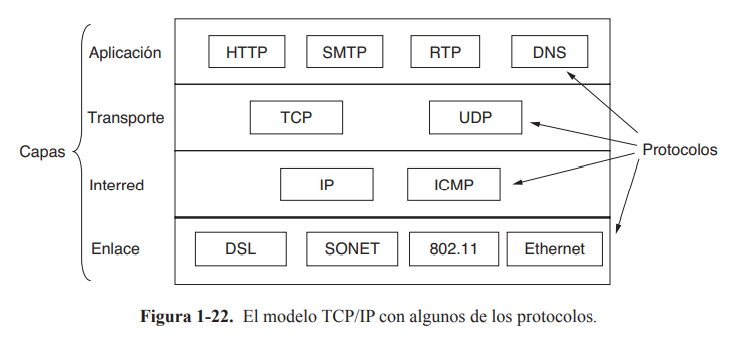 Aplicación HTTP SMTP RTP DNS
Transporte TCP UDP
Capas Protocolos
Interred IP ICMP
Enlace DSL SONET 802.11 Ethernet
Figura 1-22. El modelo TCP/IP con algunos de los protocolos.